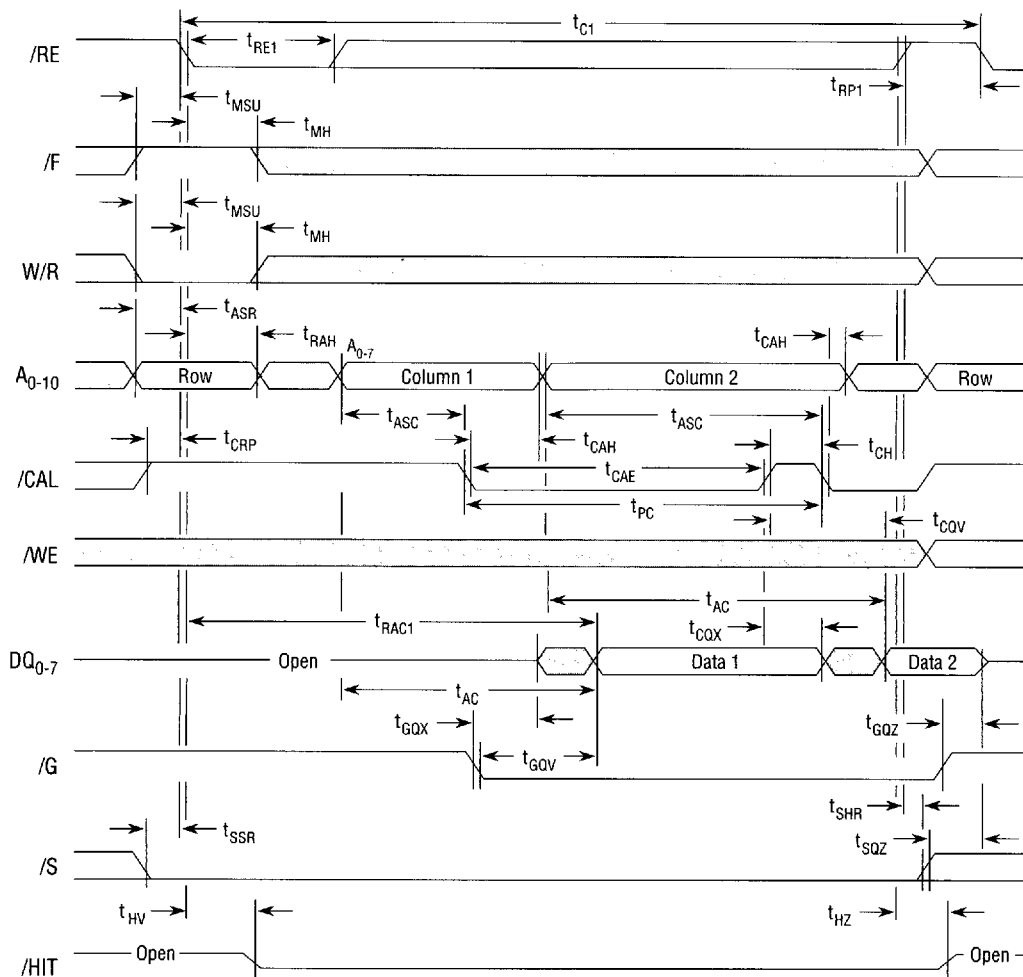 t_C1
/RE
t_RE1
t_RP1
t_MSU
t_MH
/F
t_MSU
t_MH
W/R
t_ASR
t_RAH
A_0-7
t_CAH
A_0-10
Row
Column 1
Column 2
Row
t_ASC
t_ASC
t_CRP
t_CAH
t_CH
/CAL
t_CAE
t_PC
t_CQV
/WE
t_AC
t_RAC1
t_CQX
DQ_0-7
Open
Data 1
Data 2
t_AC
t_GQX
t_GQZ
t_GQV
/G
t_SHR
t_SSR
t_SQZ
/S
t_HV
t_HZ
/HIT
Open
Open